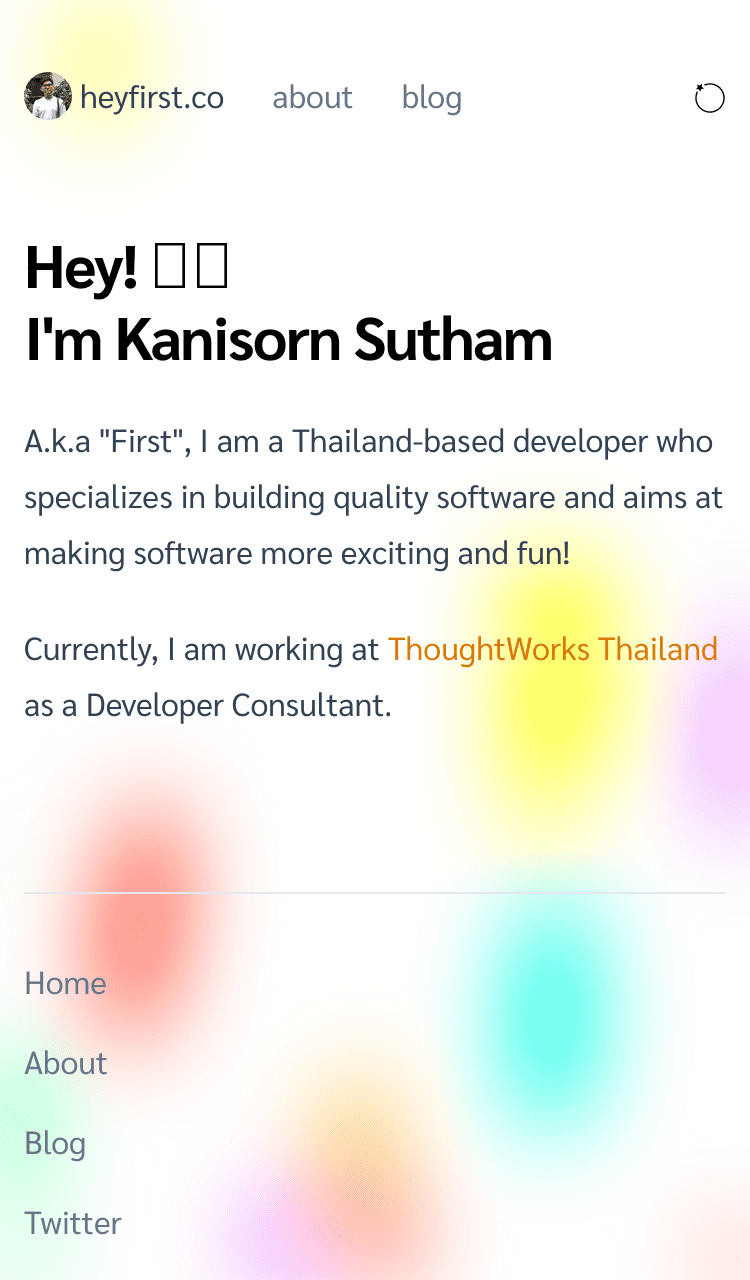 heyfirst.co about blog
Hey!
I'm Kanisorn Sutham
A.k.a "First", I am a Thailand-based developer who
specializes in building quality software and aims at
making software more exciting and fun!
Currently, I am working at ThoughtWorks Thailand
as a Developer Consultant.
Home
About
Blog
Twitter